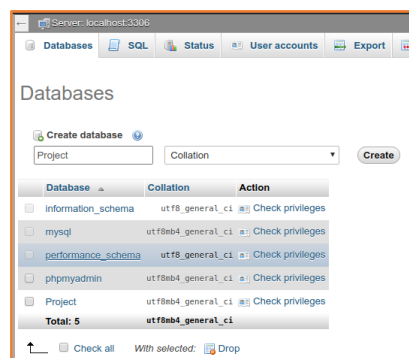 Server: localhost:3306
Databases SQL Status User accounts Export
Databases
Create database
Project Collation Create
Database Collation Action
information_schema utf8_general_ci Check privileges
mysql utf8mb4_general_ci Check privileges
performance_schema utf8_general_ci Check privileges
phpmyadmin utf8mb4_general_ci Check privileges
Project utf8mb4_general_ci Check privileges
Total: 5 utf8mb4_general_ci
Check all With selected: Drop